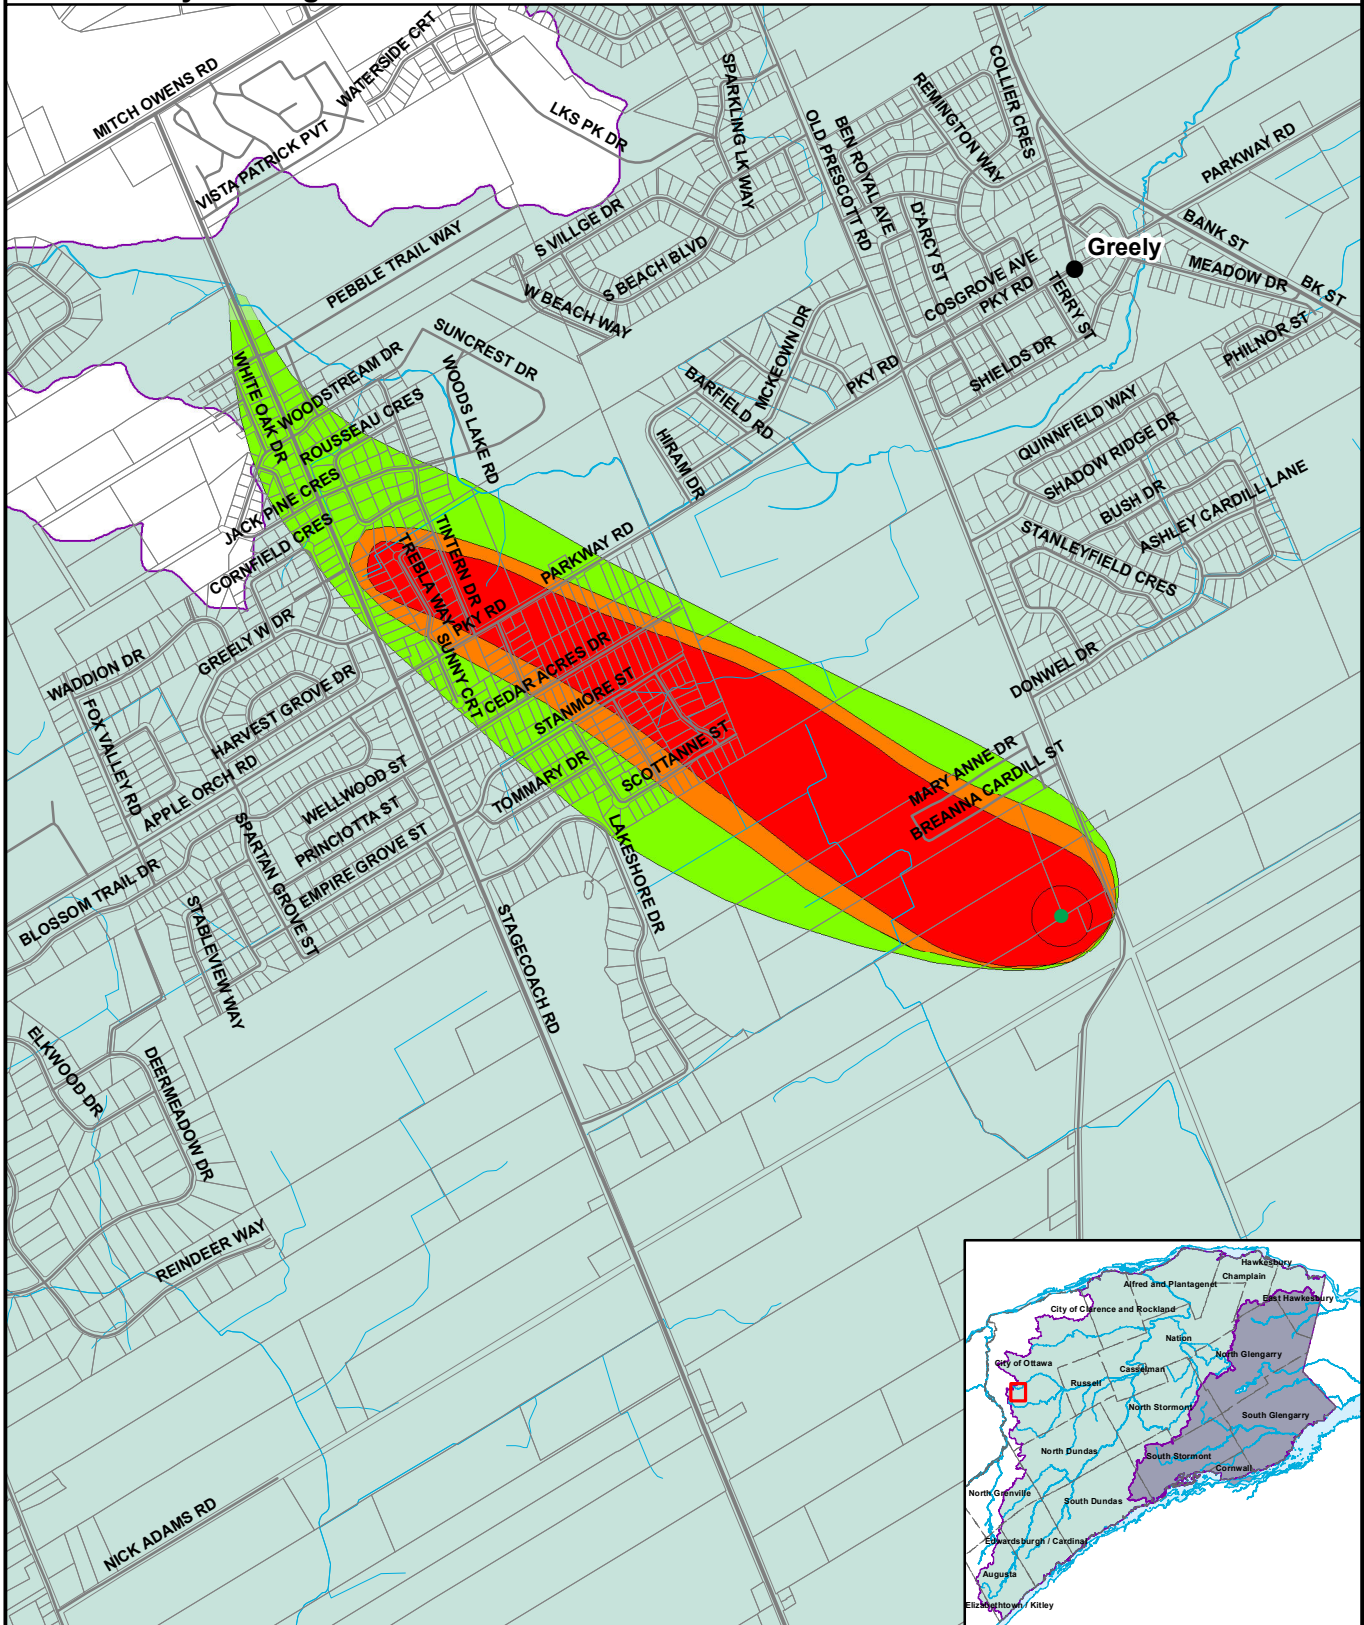 MITCH OWENS RD
WATERSIDE CRT
VISTA PATRICK PVT
LKS PK DR
SPARKLING LK WAY
OLD PRESCOTT RD
BEN ROYAL AVE
REMINGTON WAY
COLLIER CRES
D'ARCY ST
PARKWAY RD
BANK ST
Greely
MEADOW DR
BK ST
PHILNOR ST
COSGROVE AVE
PKY RD
TERRY ST
SHIELDS DR
S VILLGE DR
S BEACH BLVD
W BEACH WAY
PEBBLE TRAIL WAY
SUNCREST DR
WOODS LAKE RD
WOODSTREAM DR
ROUSSEAU CRES
WHITE OAK DR
JACK PINE CRES
CORNFIELD CRES
MCKEOWN DR
BARFIELD RD
HIRAM DR
PKY RD
QUINNFIELD WAY
SHADOW RIDGE DR
BUSH DR
ASHLEY CARDILL LANE
STANLEYFIELD CRES
DONWEL DR
PARKWAY RD
TINTERN DR
TREBLA WAY
PKY RD
SUNNY CRT
CEDAR ACRES DR
STANMORE ST
SCOTTANNE ST
TOMMARY DR
LAKESHORE DR
MARY ANNE DR
BREANNA CARDILL ST
GREELY W DR
WADDION DR
FOX VALLEY RD
HARVEST GROVE DR
APPLE ORCH RD
WELLWOOD ST
PRINCIOTTA ST
EMPIRE GROVE ST
SPARTAN GROVE ST
BLOSSOM TRAIL DR
STABLEVIEW WAY
STAGECOACH RD
ELKWOOD DR
DEERMEADOW DR
REINDEER WAY
NICK ADAMS RD
Hawkesbury
Champlain
Alfred and Plantagenet
East Hawkesbury
City of Clarence and Rockland
Nation
North Glengarry
City of Ottawa
Casselman
Russell
North Stormont
South Glengarry
North Dundas
South Stormont
Cornwall
North Grenville
South Dundas
Edwardsburgh / Cardinal
Augusta
Elizabethtown / Kitley